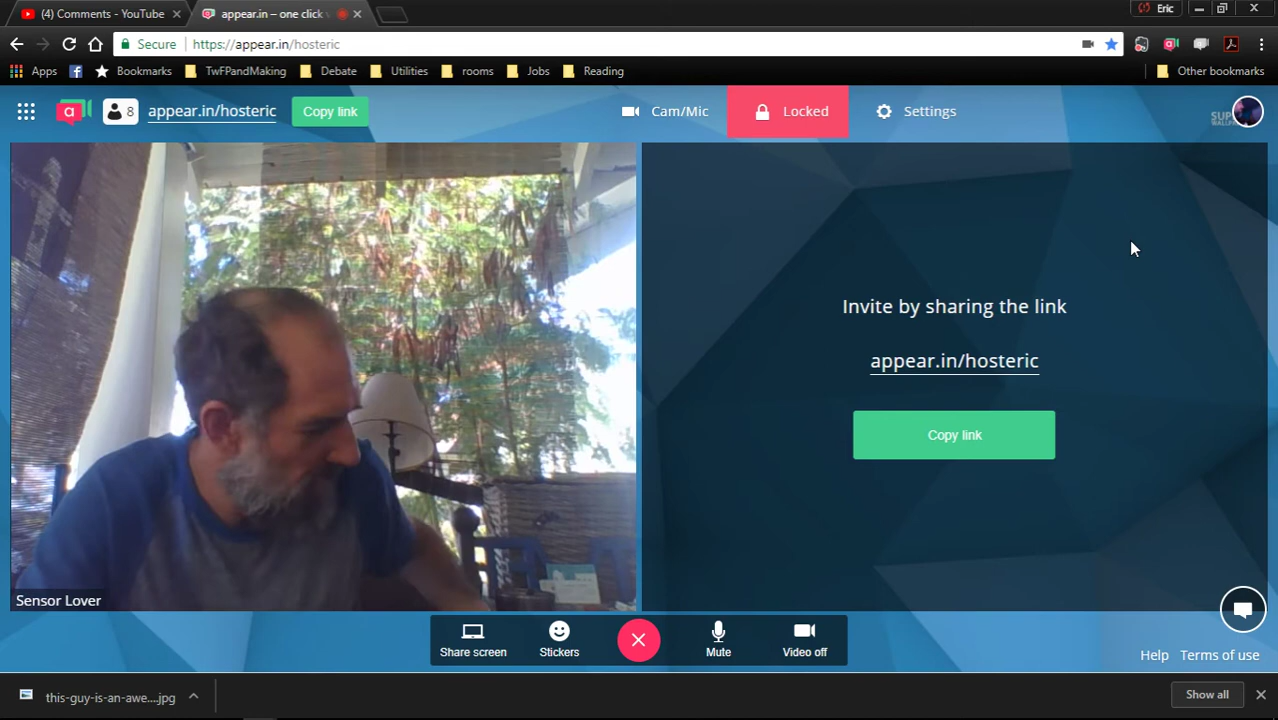 (4) Comments - YouTube
appear.in – one click v
Eric
Secure https://appear.in/hosteric
Apps Bookmarks TwFPandMaking Debate Utilities rooms Jobs Reading Other bookmarks
8 appear.in/hosteric Copy link Cam/Mic Locked Settings
Invite by sharing the link
appear.in/hosteric
Copy link
Sensor Lover
Share screen Stickers Mute Video off
Help Terms of use
this-guy-is-an-awe....jpg Show all